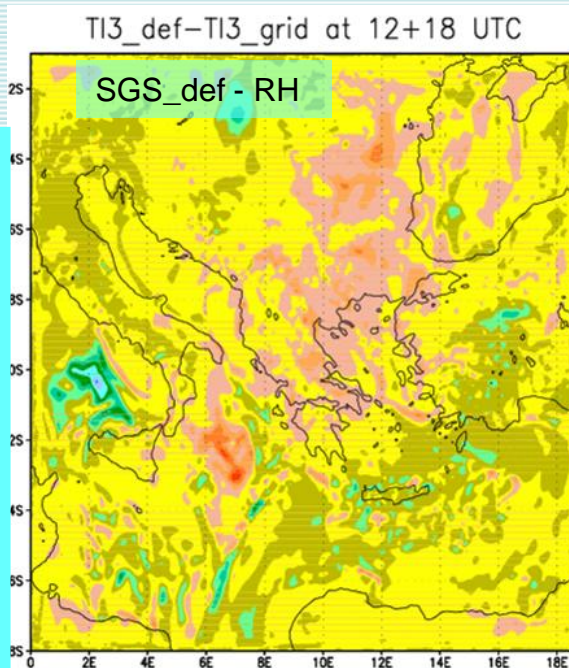 TI3_def-TI3_grid at 12+18 UTC
SGS_def - RH
2S
4S
6S
8S
0S
2S
4S
6S
8S
0 2E 4E 6E 8E 10E 12E 14E 16E 18E